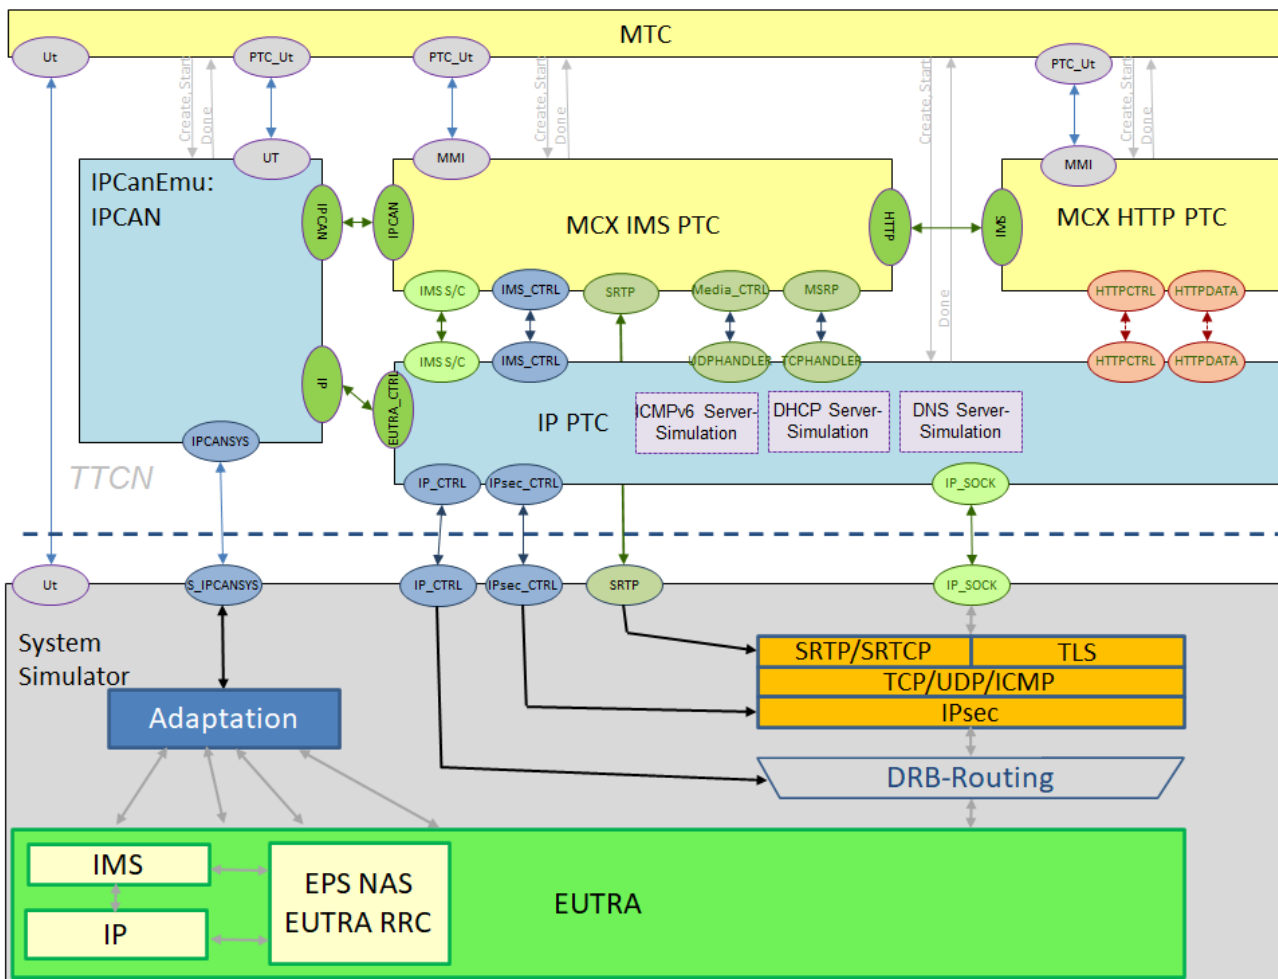 MTC
Ut
PTC_Ut
PTC_Ut
PTC_Ut
Create, Start
Done
Create, Start
Done
Create, Start
Done
Create, Start
Done
UT
MMI
MMI
IPCanEmu:
IPCAN
IPCAN
IPCAN
MCX IMS PTC
HTTP
SMI
MCX HTTP PTC
IMS S/C
IMS_CTRL
SRTP
Media_CTRL
MSRP
HTTPCTRL
HTTPDATA
IMS S/C
IMS_CTRL
UDPHANDLER
TCPHANDLER
HTTPCTRL
HTTPDATA
IP
EUTRA_CTRL
IP PTC
ICMPv6 Server-
Simulation
DHCP Server-
Simulation
DNS Server-
Simulation
IPCANSYS
TTCN
IP_CTRL
IPsec_CTRL
IP_SOCK
Ut
S_IPCANSYS
IP_CTRL
IPsec_CTRL
SRTP
IP_SOCK
System
Simulator
SRTP/SRTCP
TLS
TCP/UDP/ICMP
IPsec
Adaptation
DRB-Routing
IMS
IP
EPS NAS
EUTRA RRC
EUTRA